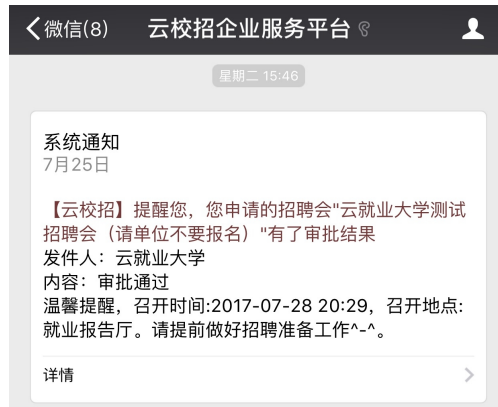 微信(8)
云校招企业服务平台
星期二 15:46
系统通知
7月25日
【云校招】提醒您，您申请的招聘会"云就业大学测试
招聘会（请单位不要报名）"有了审批结果
发件人：云就业大学
内容：审批通过
温馨提醒，召开时间:2017-07-28 20:29，召开地点:
就业报告厅。请提前做好招聘准备工作^-^。
详情